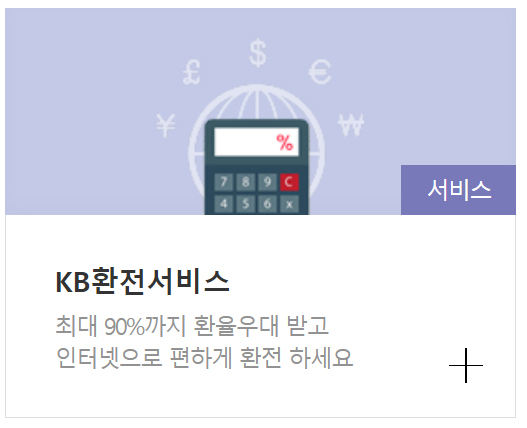 $
£ €
¥ ₩
%
7 8 9 C
4 5 6 x
서비스
KB환전서비스
최대 90%까지 환율우대 받고
인터넷으로 편하게 환전 하세요